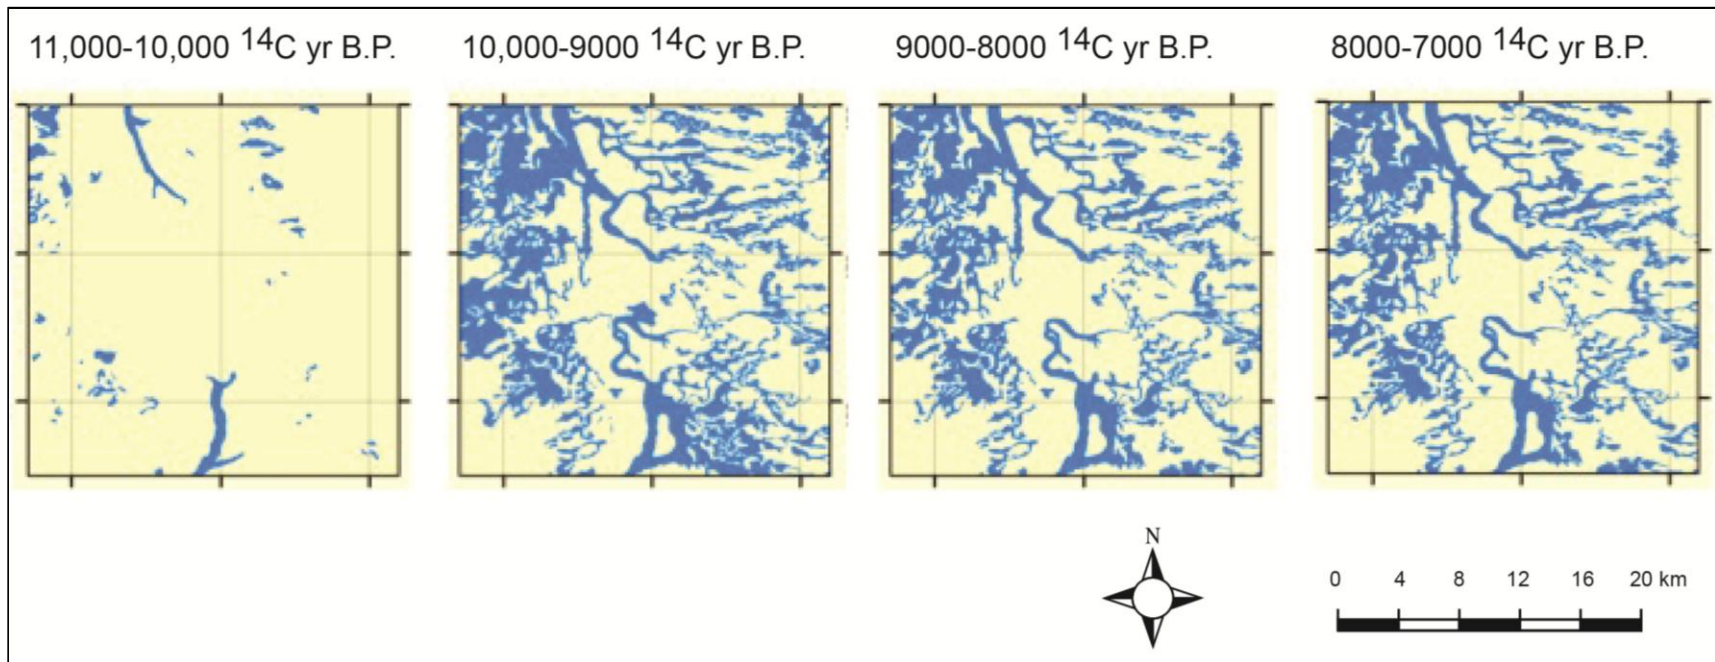 11,000-10,000 14C yr B.P.
10,000-9000 14C yr B.P.
9000-8000 14C yr B.P.
8000-7000 14C yr B.P.
N
0 4 8 12 16 20 km